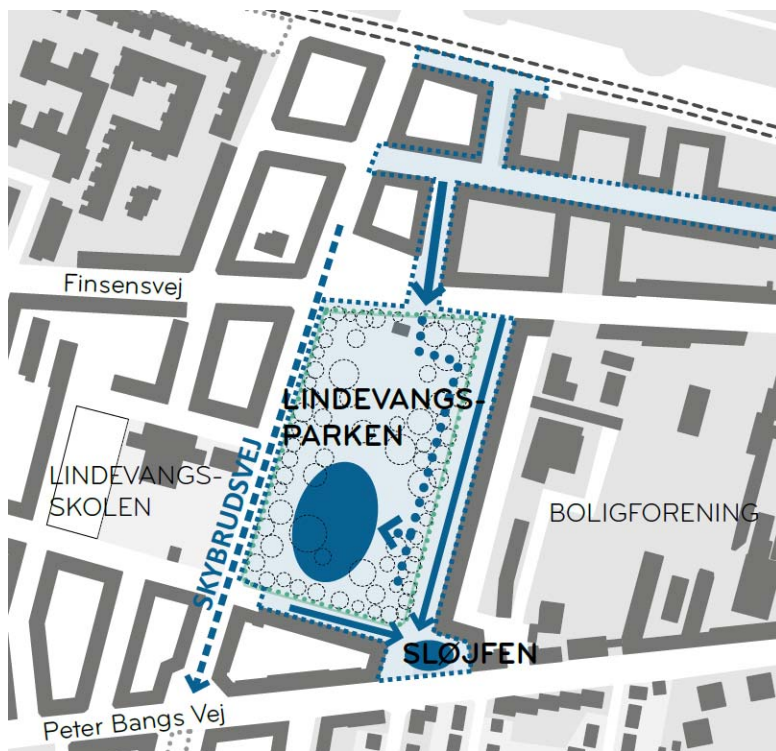 Finsensvej
LINDEVANGS-
PARKEN
LINDEVANGS-
SKOLEN
SKYBRUDSVEJ
BOLIGFORENING
SLØJFEN
Peter Bangs Vej